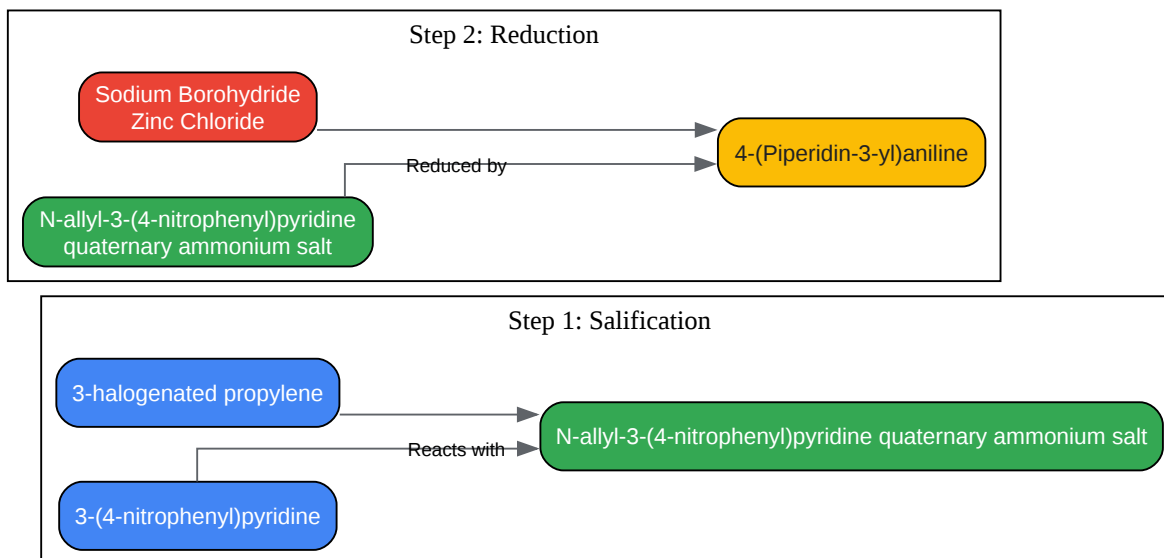 Step 2: Reduction
Sodium Borohydride
Zinc Chloride
4-(Piperidin-3-yl)aniline
Reduced by
N-allyl-3-(4-nitrophenyl)pyridine
quaternary ammonium salt
Step 1: Salification
3-halogenated propylene
N-allyl-3-(4-nitrophenyl)pyridine quaternary ammonium salt
Reacts with
3-(4-nitrophenyl)pyridine